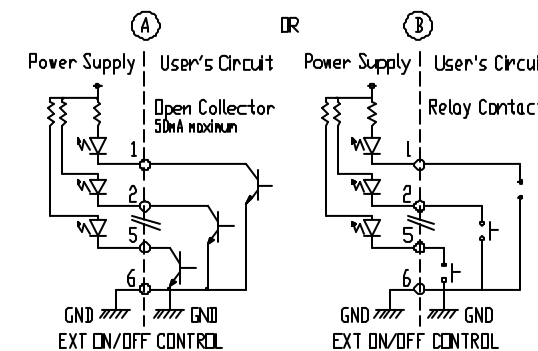 A OR B
Power Supply User's Circuit Power Supply User's Circui
Open Collector Relay Contact
50mA maximum
1 1
2 2
5 5
6 6
GND GND GND GND
EXT ON/OFF CONTROL EXT ON/OFF CONTROL